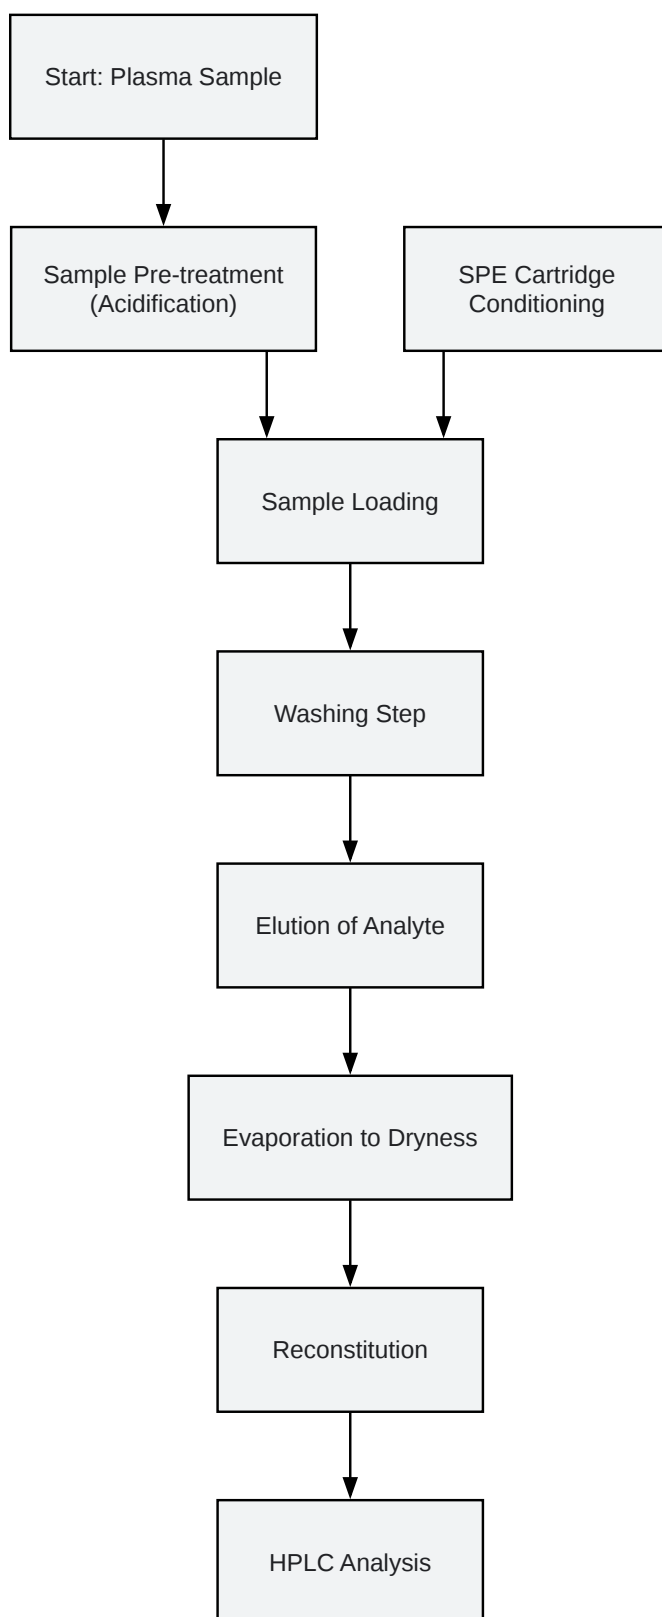 Start: Plasma Sample
Sample Pre-treatment
(Acidification)
SPE Cartridge
Conditioning
Sample Loading
Washing Step
Elution of Analyte
Evaporation to Dryness
Reconstitution
HPLC Analysis